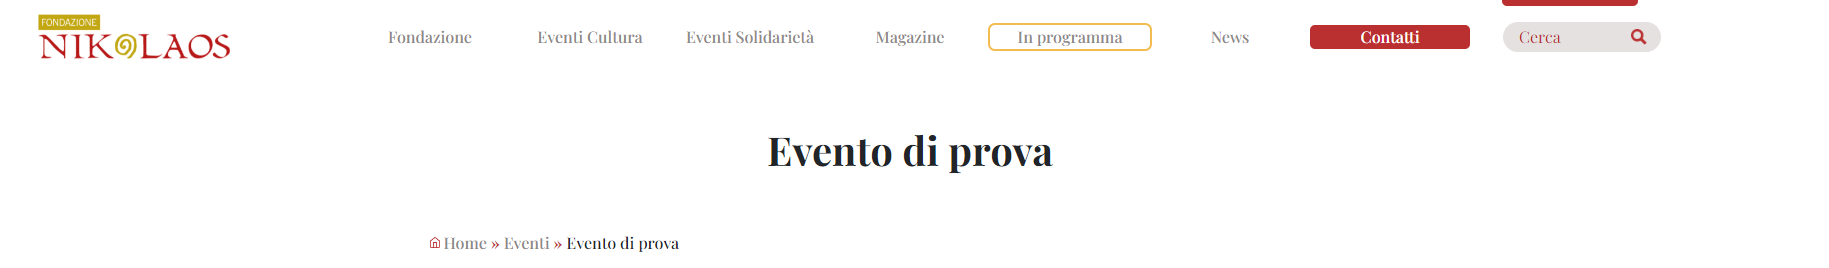 FONDAZIONE
NIKOLAOS
Fondazione Eventi Cultura Eventi Solidarietà Magazine In programma News Contatti Cerca
Evento di prova
Home » Eventi » Evento di prova